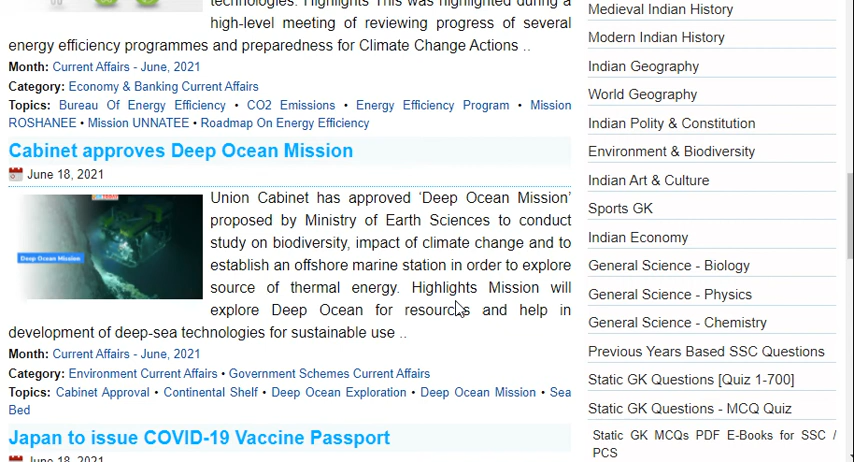 technologies. Highlights This was highlighted during a
high-level meeting of reviewing progress of several
energy efficiency programmes and preparedness for Climate Change Actions ..
Month: Current Affairs - June, 2021
Category: Economy & Banking Current Affairs
Topics: Bureau Of Energy Efficiency • CO2 Emissions • Energy Efficiency Program • Mission
ROSHANEE • Mission UNNATEE • Roadmap On Energy Efficiency
Cabinet approves Deep Ocean Mission
June 18, 2021
Deep Ocean Mission
Union Cabinet has approved ‘Deep Ocean Mission’
proposed by Ministry of Earth Sciences to conduct
study on biodiversity, impact of climate change and to
establish an offshore marine station in order to explore
source of thermal energy. Highlights Mission will
explore Deep Ocean for resources and help in
development of deep-sea technologies for sustainable use ..
Month: Current Affairs - June, 2021
Category: Environment Current Affairs • Government Schemes Current Affairs
Topics: Cabinet Approval • Continental Shelf • Deep Ocean Exploration • Deep Ocean Mission • Sea
Bed
Japan to issue COVID-19 Vaccine Passport
June 18, 2021
Medieval Indian History
Modern Indian History
Indian Geography
World Geography
Indian Polity & Constitution
Environment & Biodiversity
Indian Art & Culture
Sports GK
Indian Economy
General Science - Biology
General Science - Physics
General Science - Chemistry
Previous Years Based SSC Questions
Static GK Questions [Quiz 1-700]
Static GK Questions - MCQ Quiz
Static GK MCQs PDF E-Books for SSC /
PCS